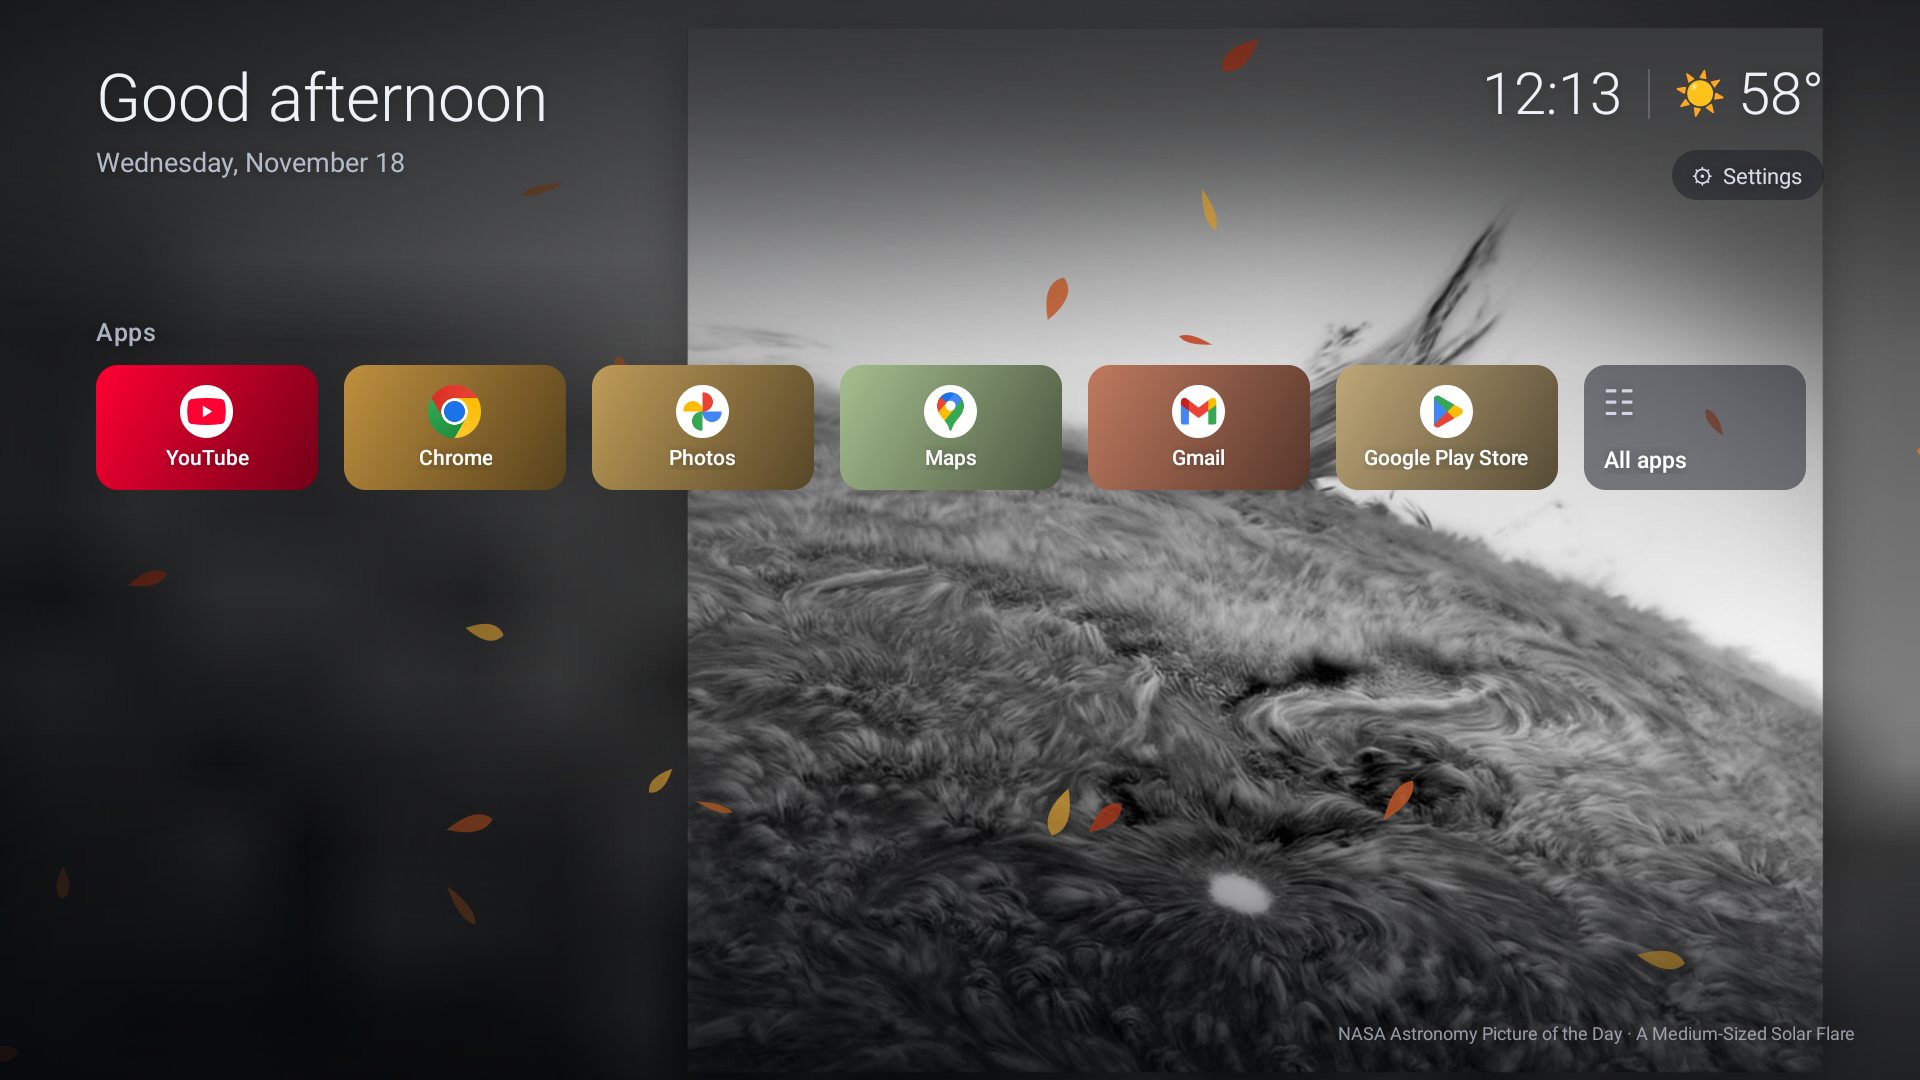 Good afternoon
Wednesday, November 18
12:13
58°
Settings
Apps
YouTube
Chrome
Photos
Maps
Gmail
Google Play Store
All apps
NASA Astronomy Picture of the Day · A Medium-Sized Solar Flare